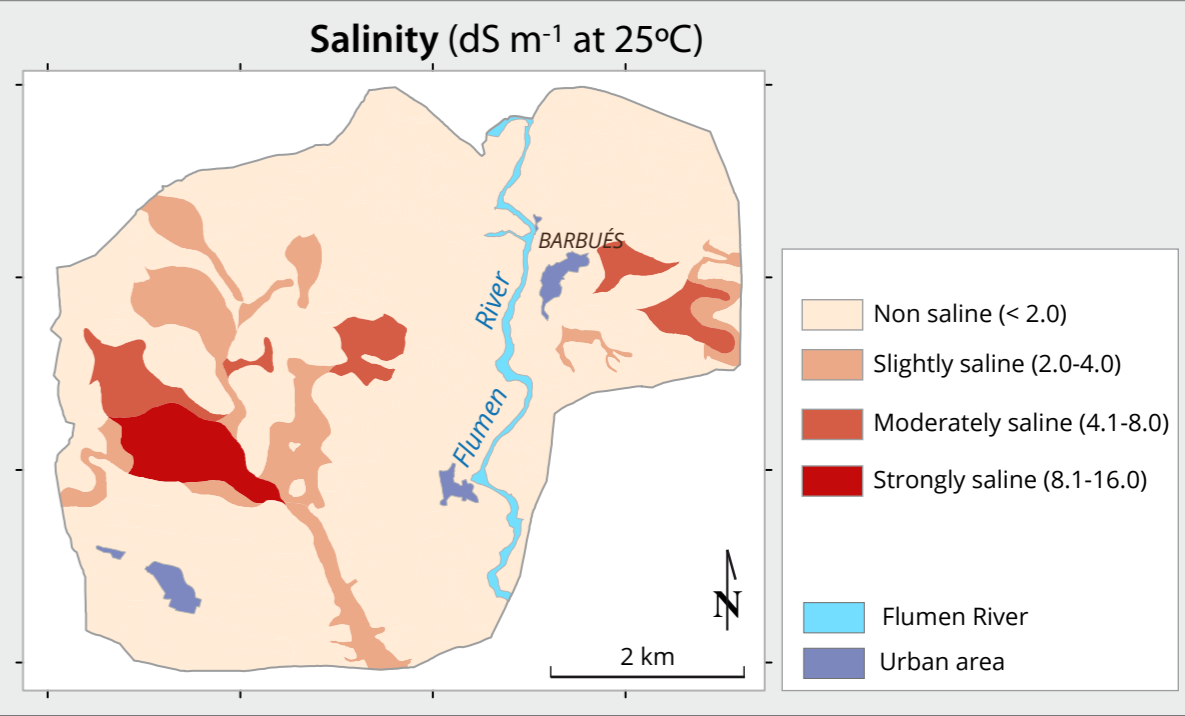 Salinity (dS m⁻¹ at 25ºC)
BARBUÉS
River
Flumen
Non saline (< 2.0)
Slightly saline (2.0-4.0)
Moderately saline (4.1-8.0)
Strongly saline (8.1-16.0)
Flumen River
Urban area
N
2 km